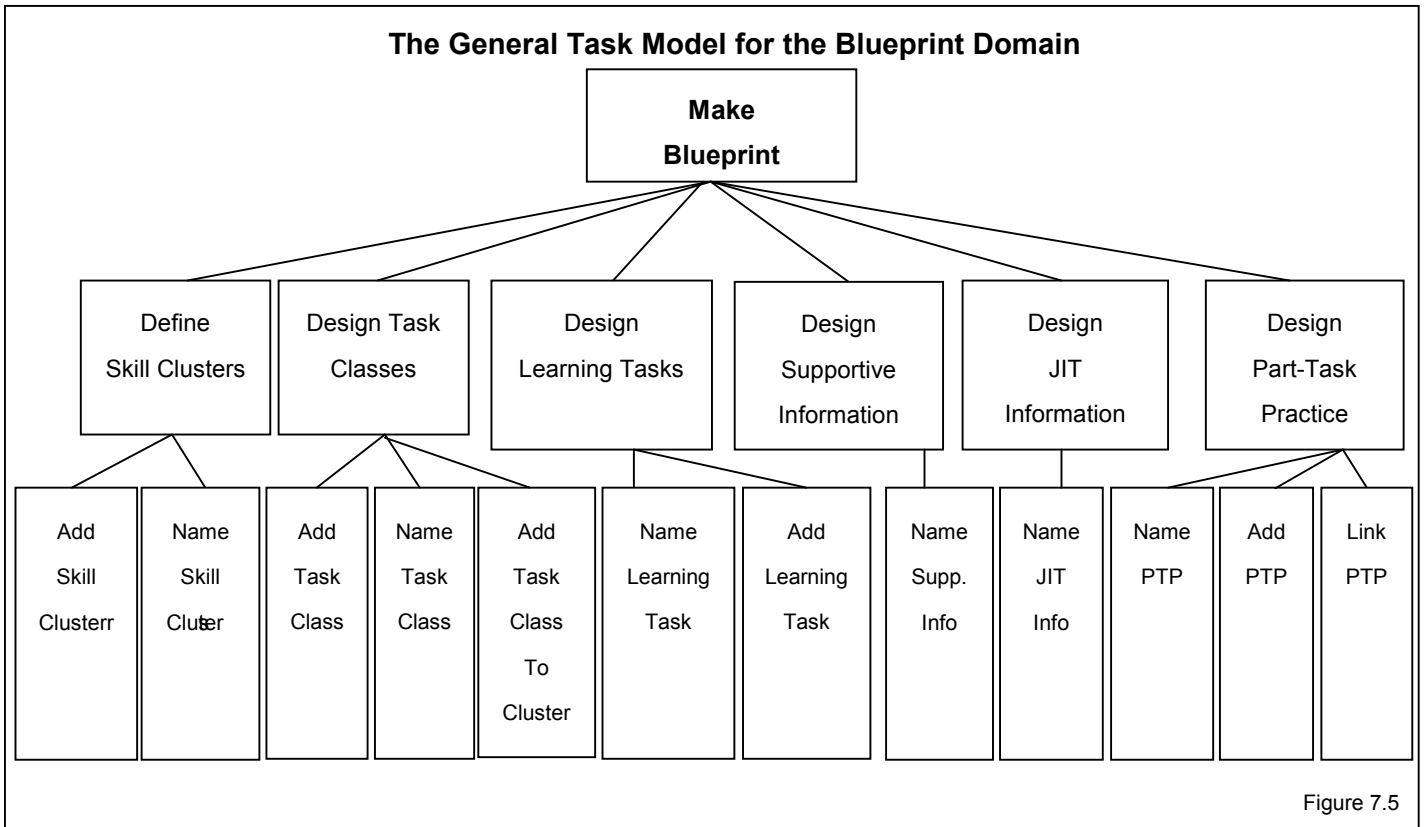 The General Task Model for the Blueprint Domain
Make
Blueprint
Define
Skill Clusters
Design Task
Classes
Design
Learning Tasks
Design
Supportive
Information
Design
JIT
Information
Design
Part-Task
Practice
Add
Skill
Clusterr
Name
Skill
Cluster
Add
Task
Class
Name
Task
Class
Add
Task
Class
To
Cluster
Name
Learning
Task
Add
Learning
Task
Name
Supp.
Info
Name
JIT
Info
Name
PTP
Add
PTP
Link
PTP
Figure 7.5